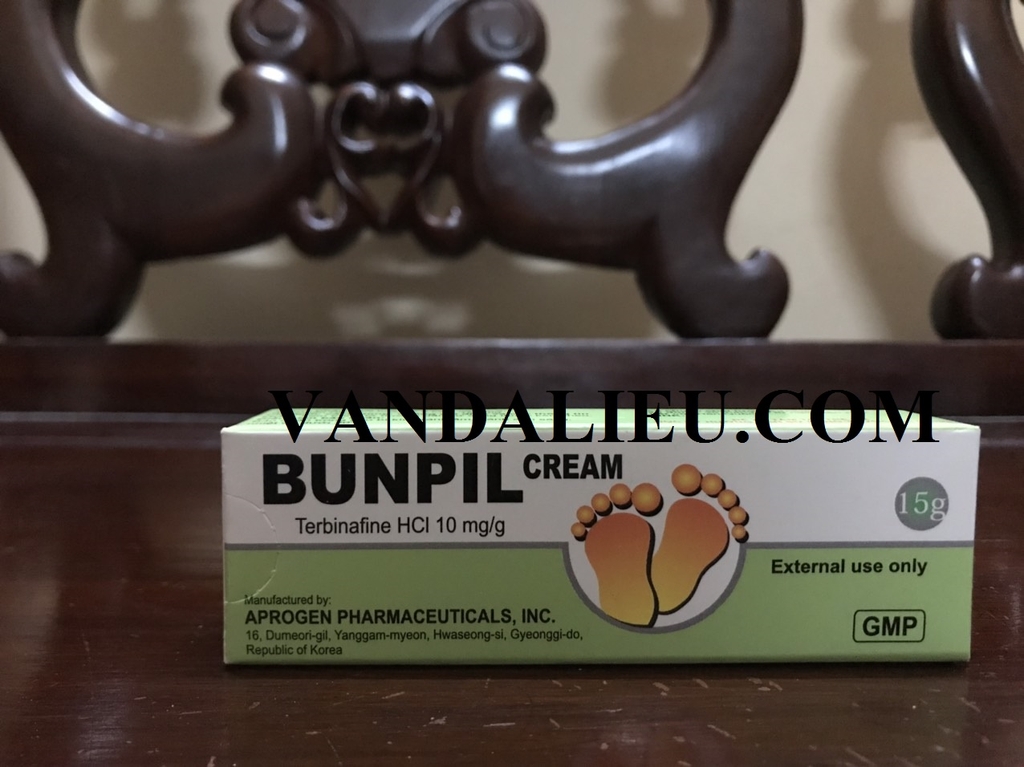 VANDALIEU.COM
BUNPIL CREAM
Terbinafine HCl 10 mg/g
15g
External use only
Manufactured by:
APROGEN PHARMACEUTICALS, INC.
16, Dumeori-gil, Yanggam-myeon, Hwaseong-si, Gyeonggi-do,
Republic of Korea
GMP